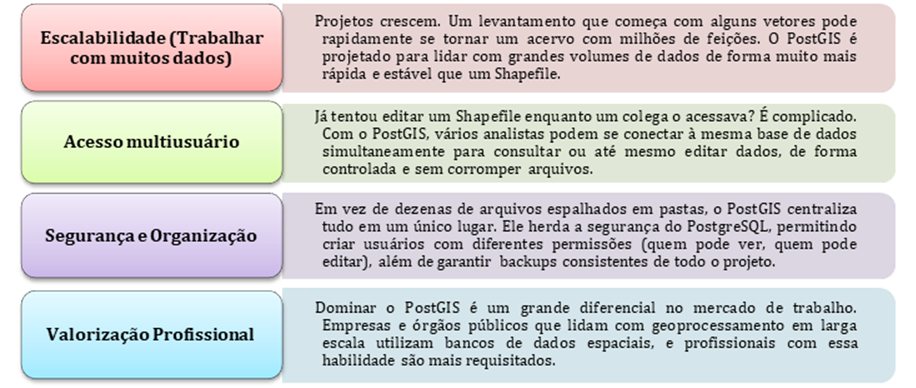 Escalabilidade (Trabalhar
com muitos dados)
Projetos crescem. Um levantamento que começa com alguns vetores pode
rapidamente se tornar um acervo com milhões de feições. O PostGIS é
projetado para lidar com grandes volumes de dados de forma muito mais
rápida e estável que um Shapefile.
Acesso multiusuário
Já tentou editar um Shapefile enquanto um colega o acessava? É complicado.
Com o PostGIS, vários analistas podem se conectar à mesma base de dados
simultaneamente para consultar ou até mesmo editar dados, de forma
controlada e sem corromper arquivos.
Segurança e Organização
Em vez de dezenas de arquivos espalhados em pastas, o PostGIS centraliza
tudo em um único lugar. Ele herda a segurança do PostgreSQL, permitindo
criar usuários com diferentes permissões (quem pode ver, quem pode
editar), além de garantir backups consistentes de todo o projeto.
Valorização Profissional
Dominar o PostGIS é um grande diferencial no mercado de trabalho.
Empresas e órgãos públicos que lidam com geoprocessamento em larga
escala utilizam bancos de dados espaciais, e profissionais com essa
habilidade são mais requisitados.